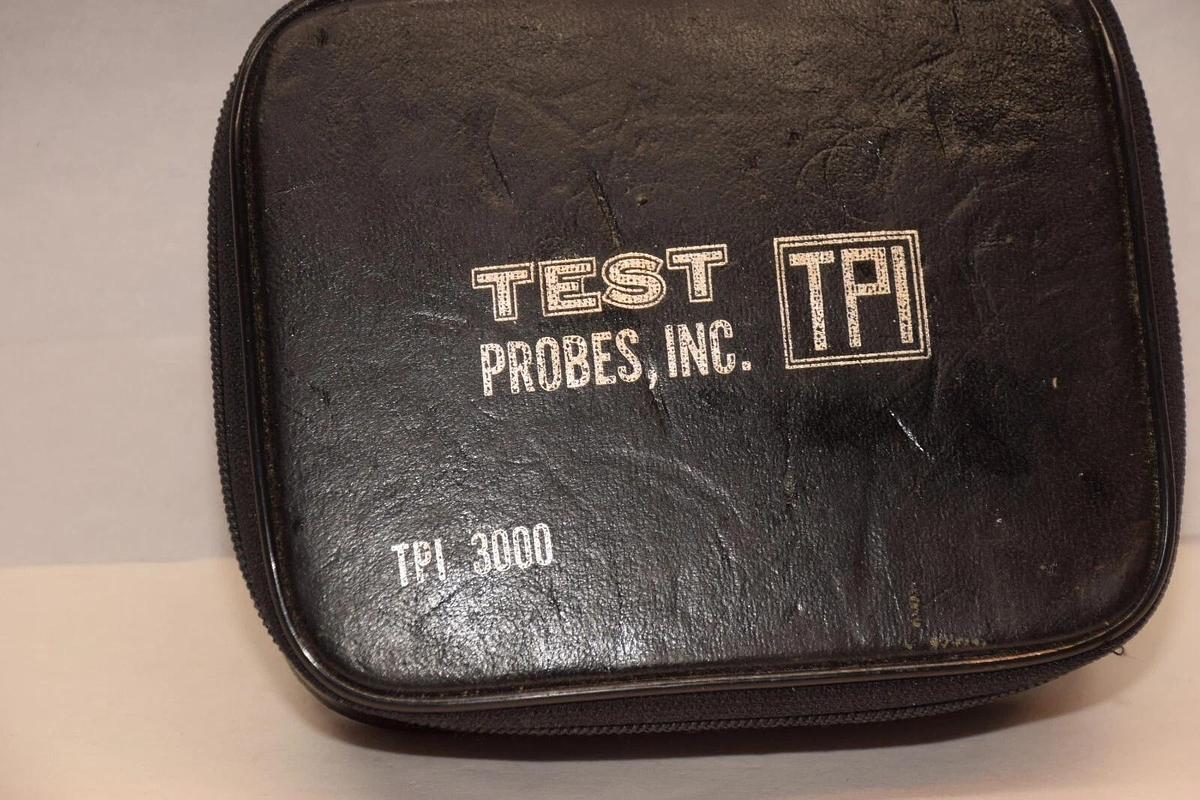 TEST
PROBES, INC.
TPI
TPI 3000